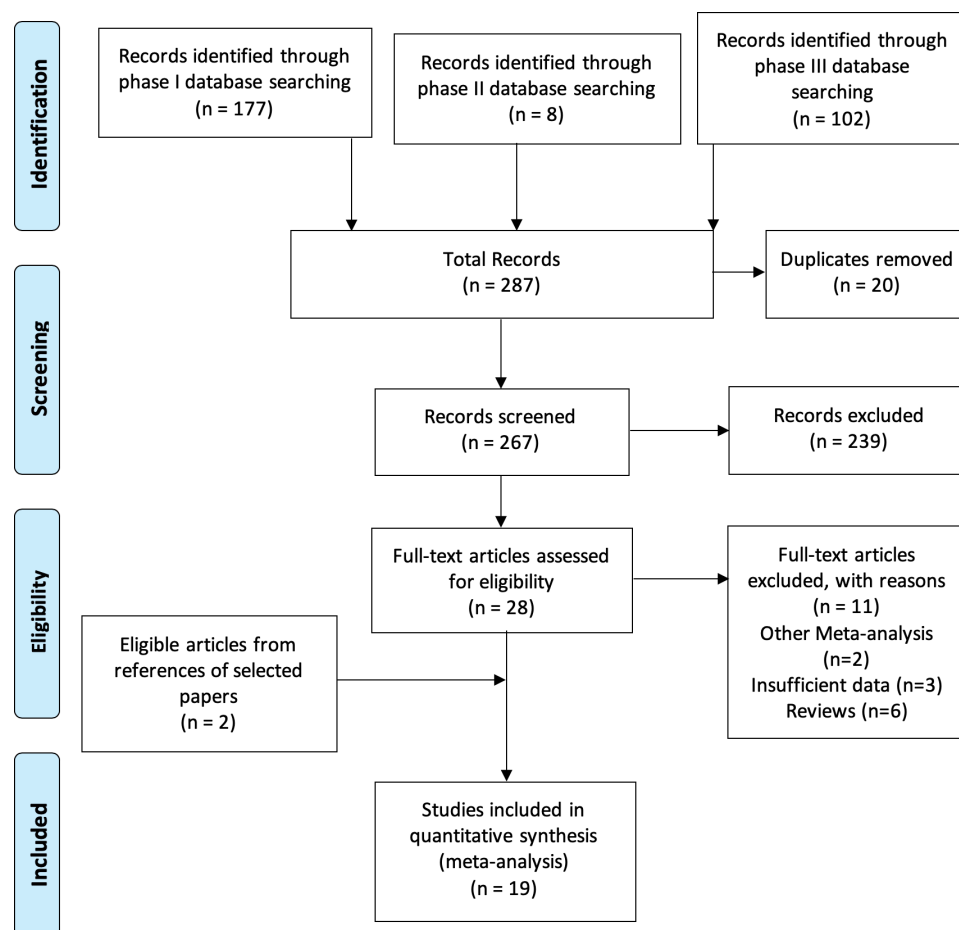 Identification
Records identified through
phase I database searching
(n = 177)
Records identified through
phase II database searching
(n = 8)
Records identified through
phase III database
searching
(n = 102)
Total Records
(n = 287)
Duplicates removed
(n = 20)
Screening
Records screened
(n = 267)
Records excluded
(n = 239)
Eligibility
Full-text articles assessed
for eligibility
(n = 28)
Full-text articles
excluded, with reasons
(n = 11)
Other Meta-analysis
(n=2)
Insufficient data (n=3)
Reviews (n=6)
Eligible articles from
references of selected
papers
(n = 2)
Included
Studies included in
quantitative synthesis
(meta-analysis)
(n = 19)